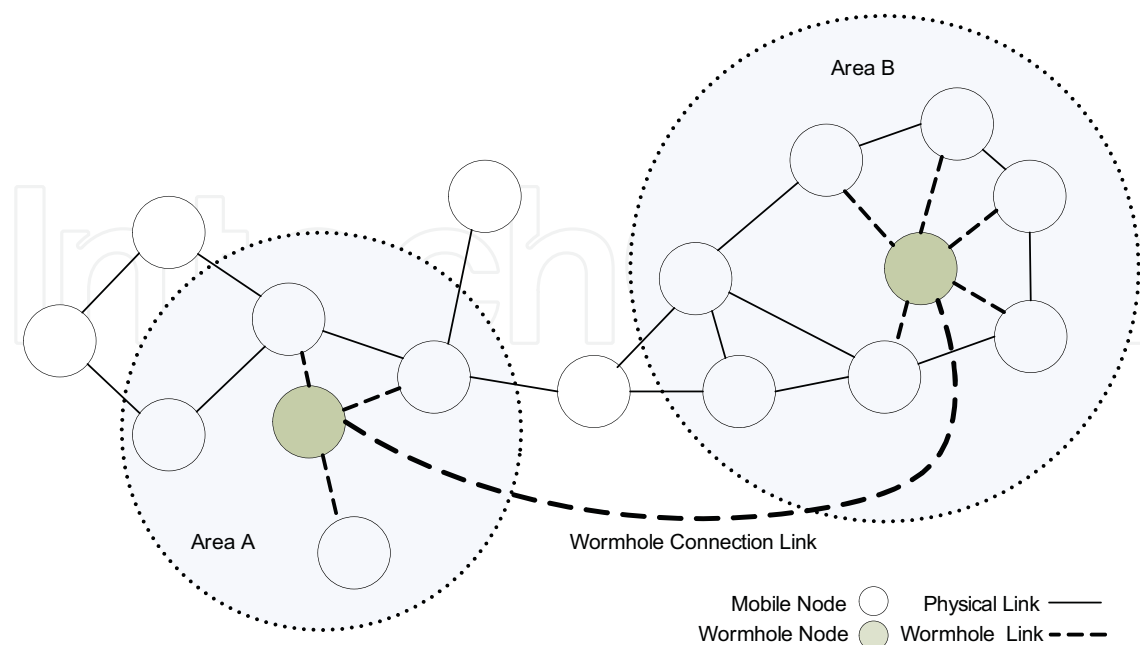 Area B
Area A
Wormhole Connection Link
Mobile Node Physical Link
Wormhole Node Wormhole Link